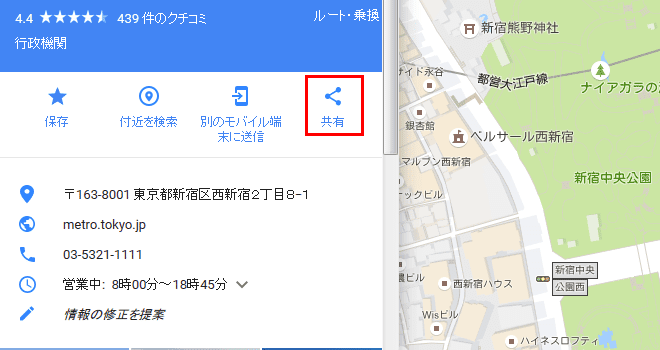 4.4 ★★★★★ 439 件のクチコミ
ルート・乗換
行政機関
保存
付近を検索
別のモバイル端
末に送信
共有
〒163-8001 東京都新宿区西新宿2丁目8−1
metro.tokyo.jp
03-5321-1111
営業中: 8時00分～18時45分
情報の修正を提案
新宿熊野神社
サイド永谷
都営大江戸線
ナイアガラの
銀杏館
ベルサール西新宿
マルブン西新宿
新宿中央公園
ックビル
新宿中央
公園西
農ビル
西新宿ハウス
Wisビル
ハイネスロフティ